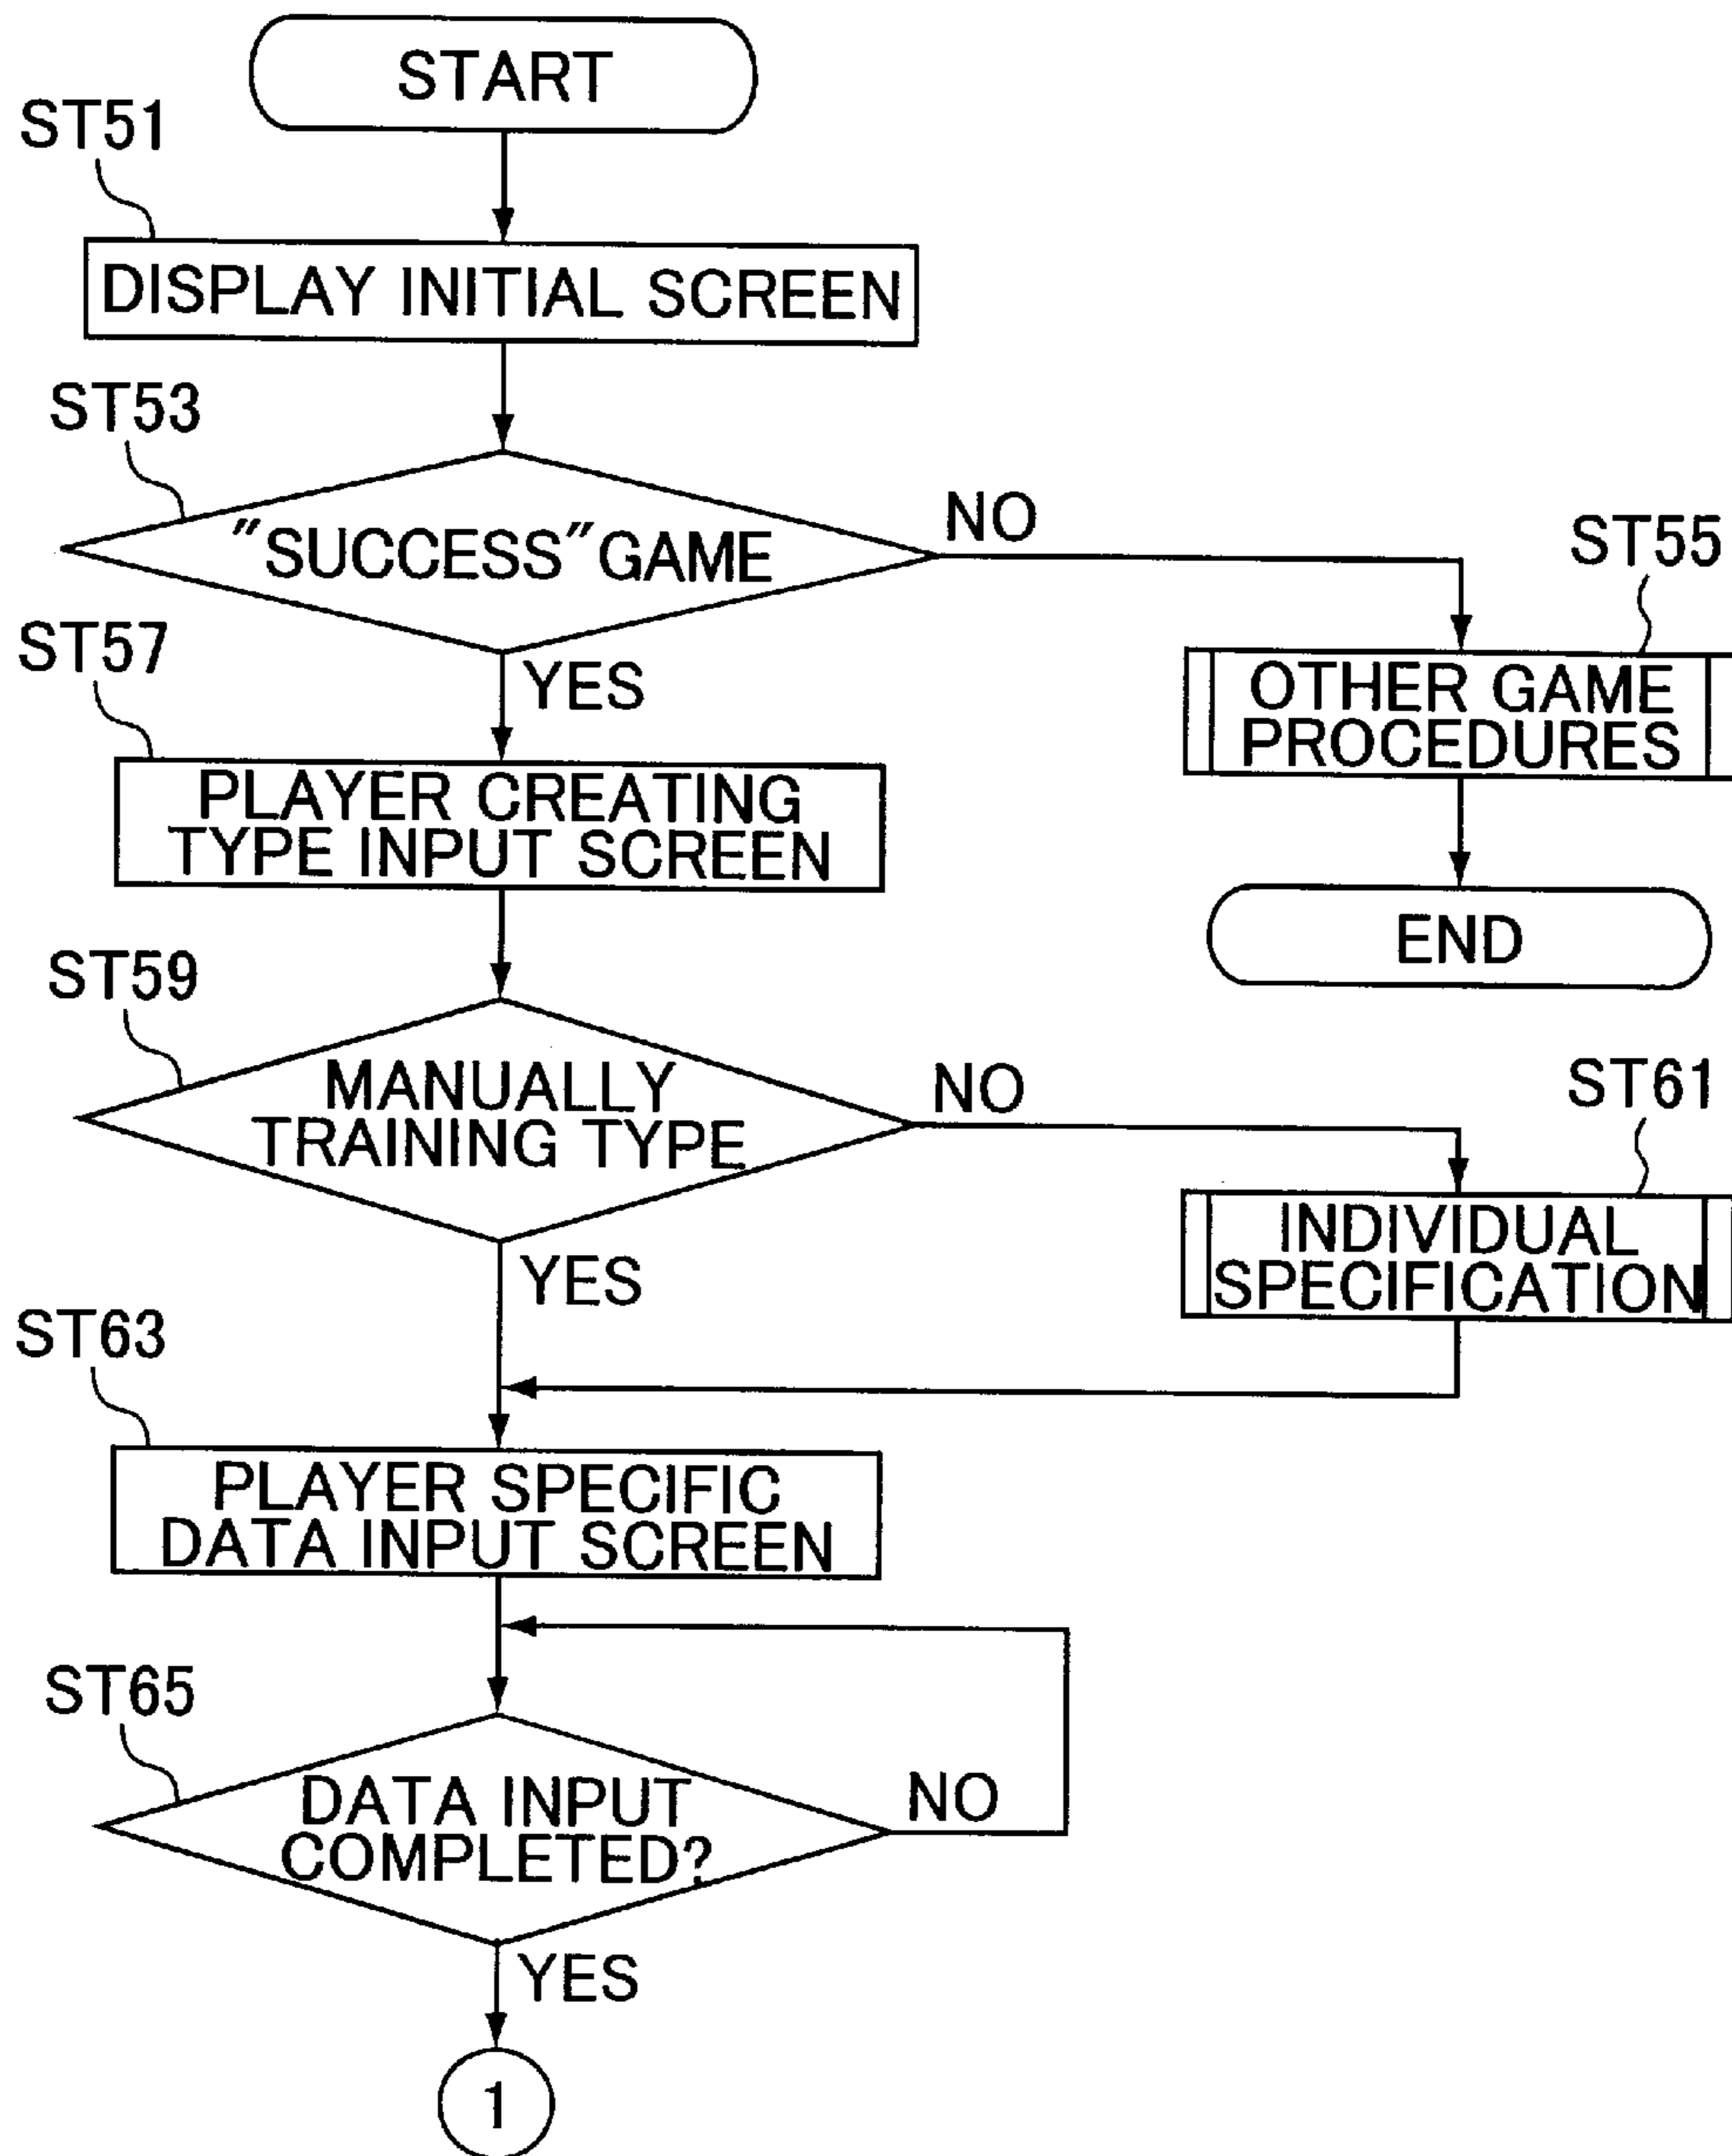 START
ST51
DISPLAY INITIAL SCREEN
ST53
"SUCCESS"GAME
NO
ST55
OTHER GAME
PROCEDURES
END
YES
ST57
PLAYER CREATING
TYPE INPUT SCREEN
ST59
MANUALLY
TRAINING TYPE
NO
ST61
INDIVIDUAL
SPECIFICATION
YES
ST63
PLAYER SPECIFIC
DATA INPUT SCREEN
ST65
DATA INPUT
COMPLETED?
NO
YES
1